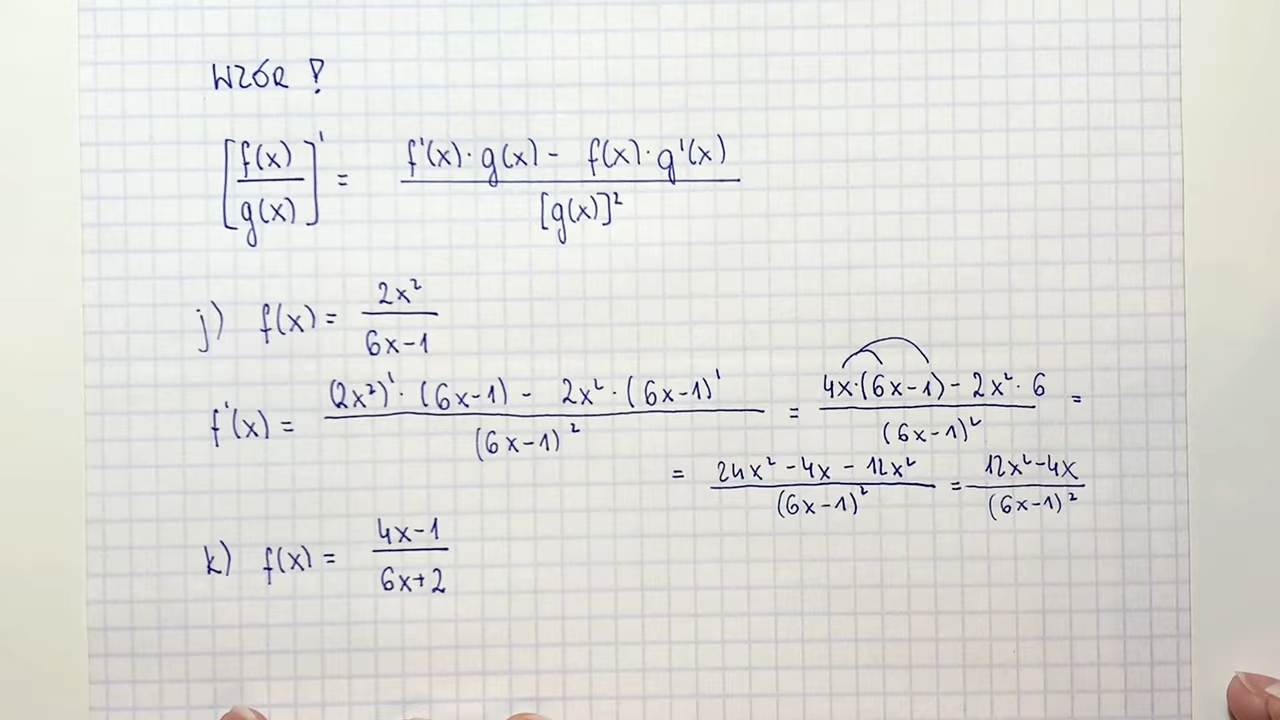 WZÓR !
[f(x)/g(x)]' = (f'(x)·g(x) - f(x)·g'(x))/[g(x)]²
j) f(x) = 2x²/(6x-1)
f'(x) = ((2x²)'·(6x-1) - 2x²·(6x-1)')/(6x-1)² = (4x·(6x-1) - 2x²·6)/(6x-1)² =
= (24x² - 4x - 12x²)/(6x-1)² = (12x² - 4x)/(6x-1)²
k) f(x) = (4x-1)/(6x+2)